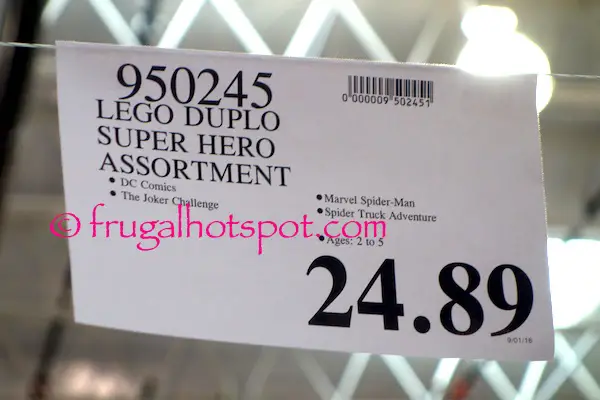 950245
0"000009"502451
LEGO DUPLO
SUPER HERO
ASSORTMENT
• DC Comics
• The Joker Challenge
• Marvel Spider-Man
• Spider Truck Adventure
© frugalhotspot.com
• Ages: 2 to 5
24.89
9/01/16